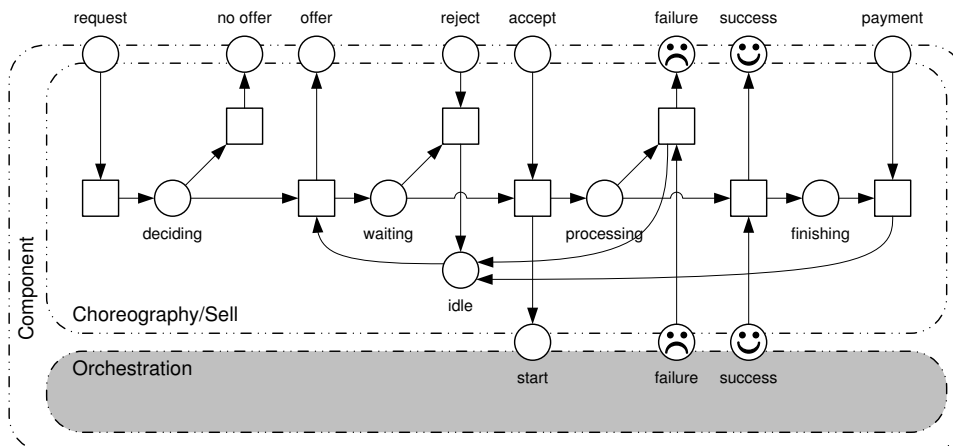 request
no offer
offer
reject
accept
failure
success
payment
deciding
waiting
processing
finishing
idle
Choreography/Sell
Component
Orchestration
start
failure
success